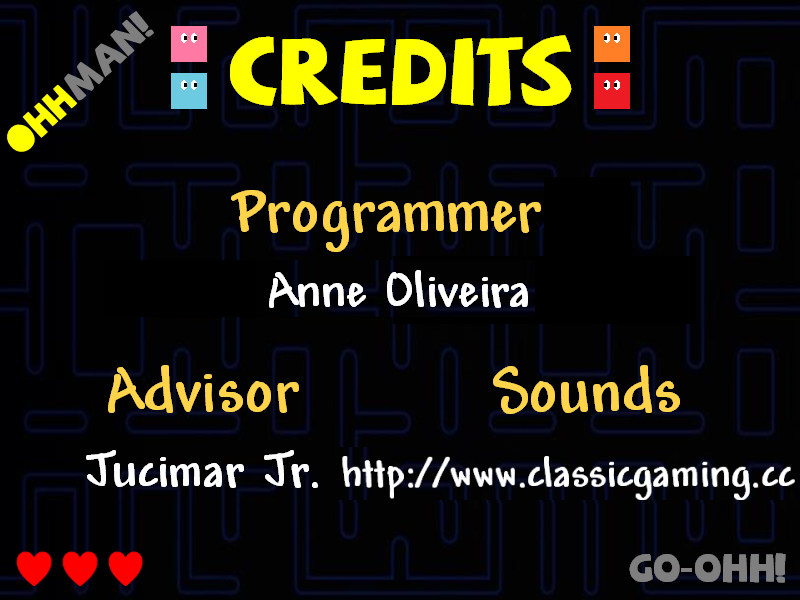 OHHMAN!
CREDITS
Programmer
Anne Oliveira
Advisor
Jucimar Jr.
Sounds
http://www.classicgaming.cc
GO-OHH!